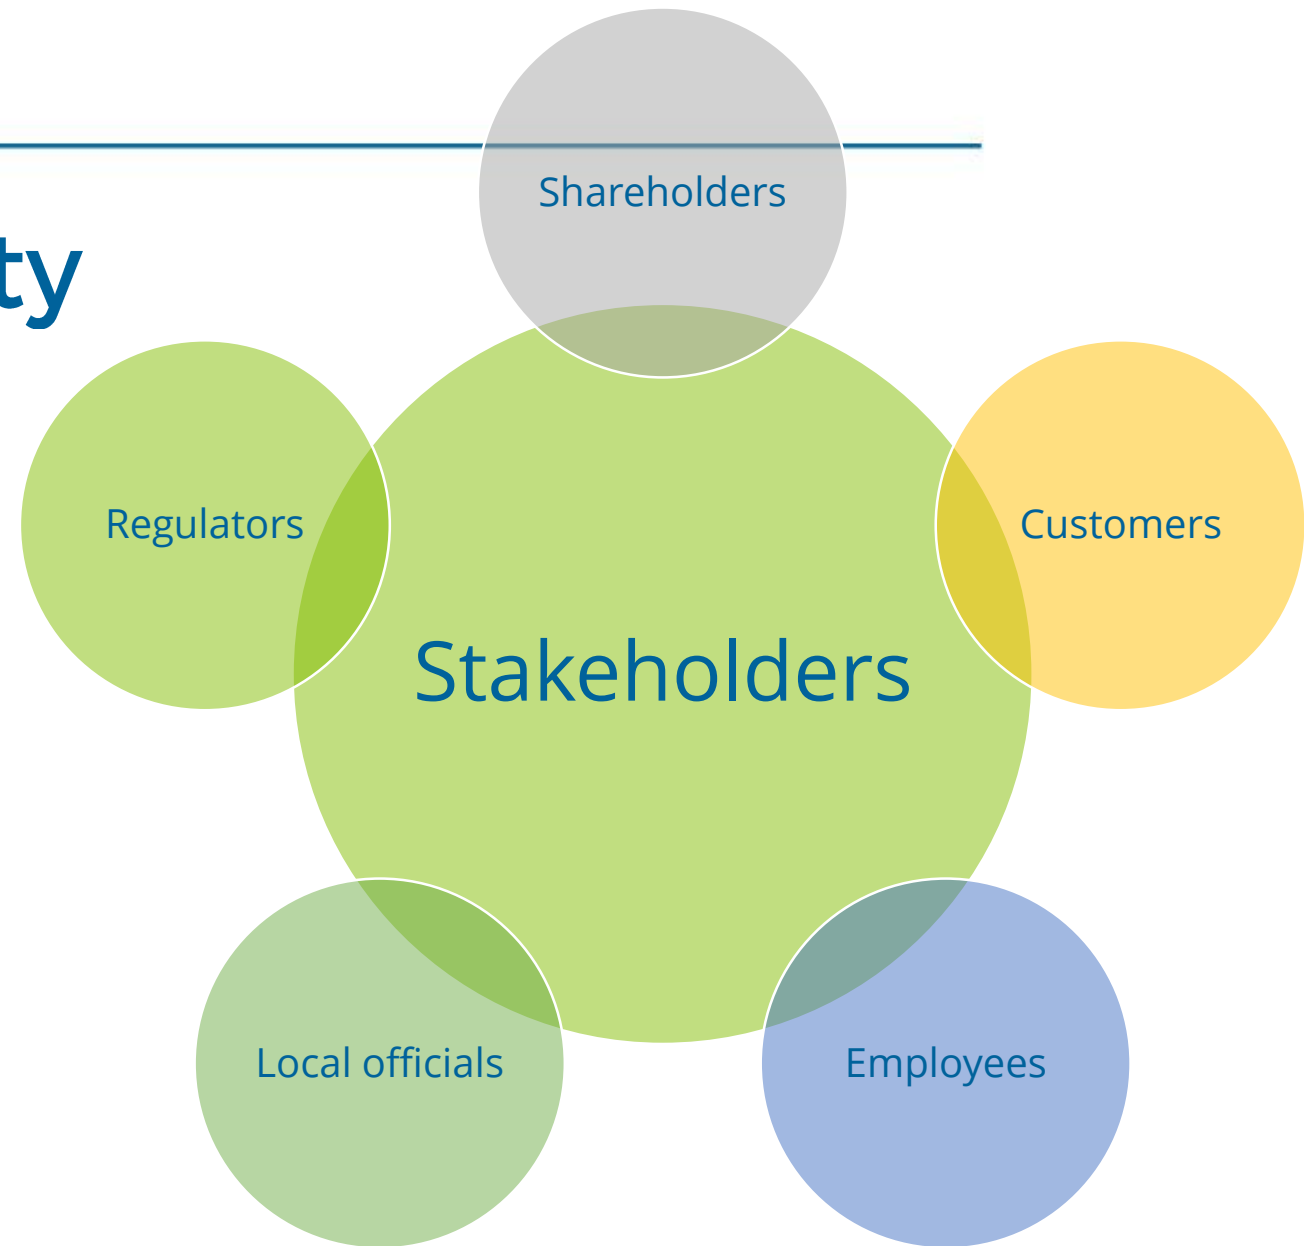 Shareholders
ty
Regulators
Customers
Stakeholders
Local officials
Employees